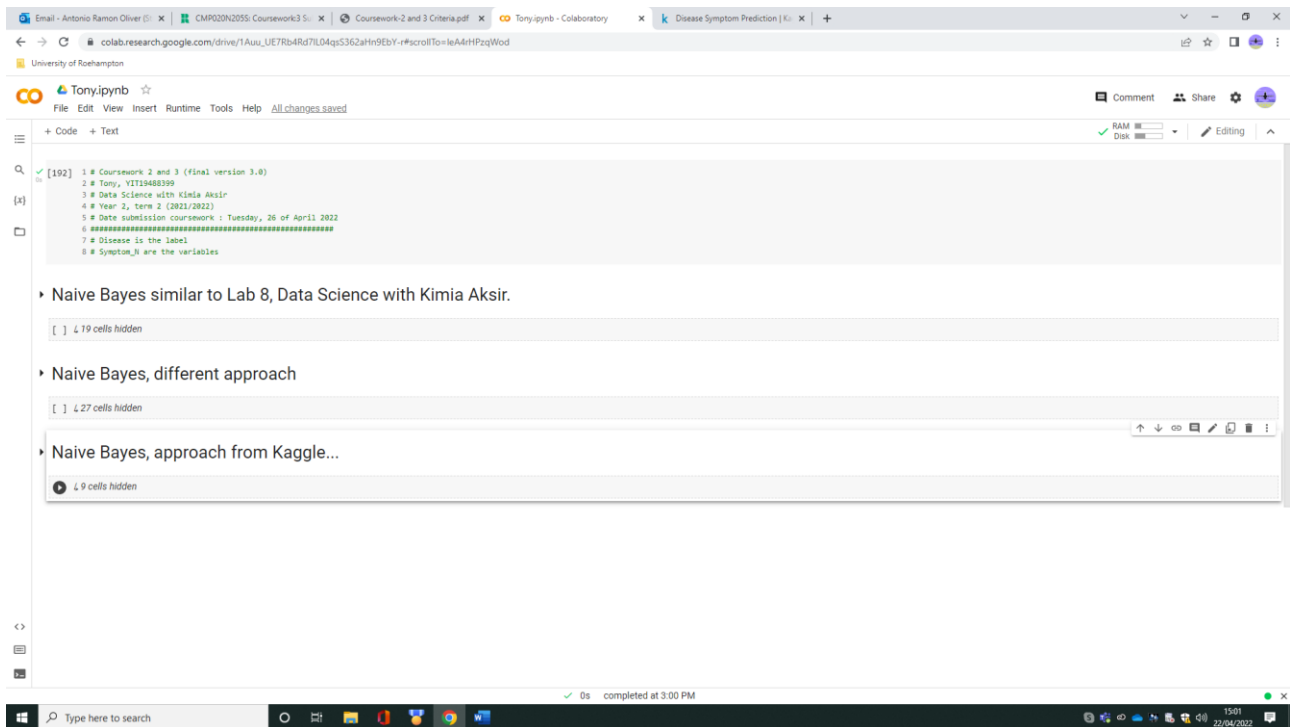 Email - Antonio Ramon Oliver (St
CMP020N205S: Coursework3 Su
Coursework-2 and 3 Criteria.pdf
Tony.ipynb - Colaboratory
Disease Symptom Prediction | Ka
colab.research.google.com/drive/1Auu_UE7Rb4Rd7IL04qsS362aHn9EbY-r#scrollTo=IeA4rHPzqWod
University of Roehampton
Tony.ipynb
File Edit View Insert Runtime Tools Help All changes saved
Comment Share
+ Code + Text
RAM
Disk
Editing
[192] 1 # Coursework 2 and 3 (final version 3.0)
0s 2 # Tony, YIT19488399
3 # Data Science with Kimia Aksir
{x}
4 # Year 2, term 2 (2021/2022)
5 # Date submission coursework : Tuesday, 26 of April 2022
6 ########################################################
7 # Disease is the label
8 # Symptom_N are the variables
Naive Bayes similar to Lab 8, Data Science with Kimia Aksir.
[ ] ↳ 19 cells hidden
Naive Bayes, different approach
[ ] ↳ 27 cells hidden
Naive Bayes, approach from Kaggle...
↳ 9 cells hidden
0s completed at 3:00 PM
Type here to search
15:01
22/04/2022